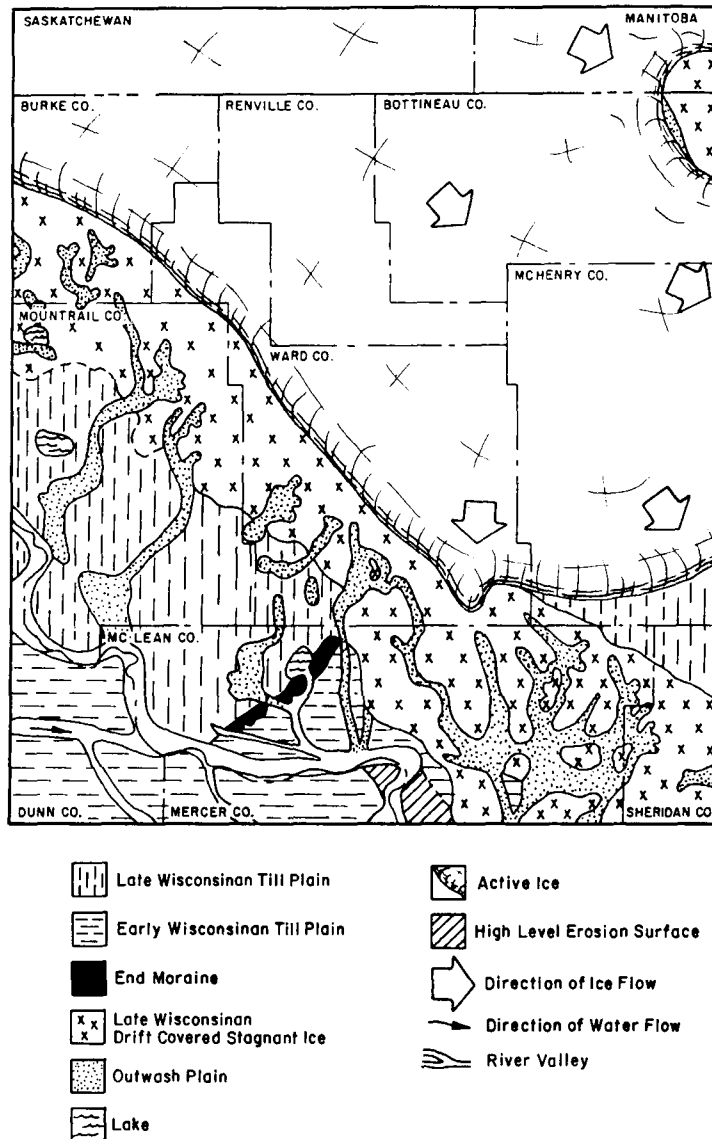 SASKATCHEWAN
MANITOBA
BURKE CO.
RENVILLE CO.
BOTTINEAU CO.
MCHENRY CO.
MOUNTRAIL CO.
WARD CO.
MC LEAN CO.
DUNN CO.
MERCER CO.
SHERIDAN CO.
Late Wisconsinan Till Plain
Early Wisconsinan Till Plain
End Moraine
Late Wisconsinan
Drift Covered Stagnant Ice
Outwash Plain
Lake
Active Ice
High Level Erosion Surface
Direction of Ice Flow
Direction of Water Flow
River Valley